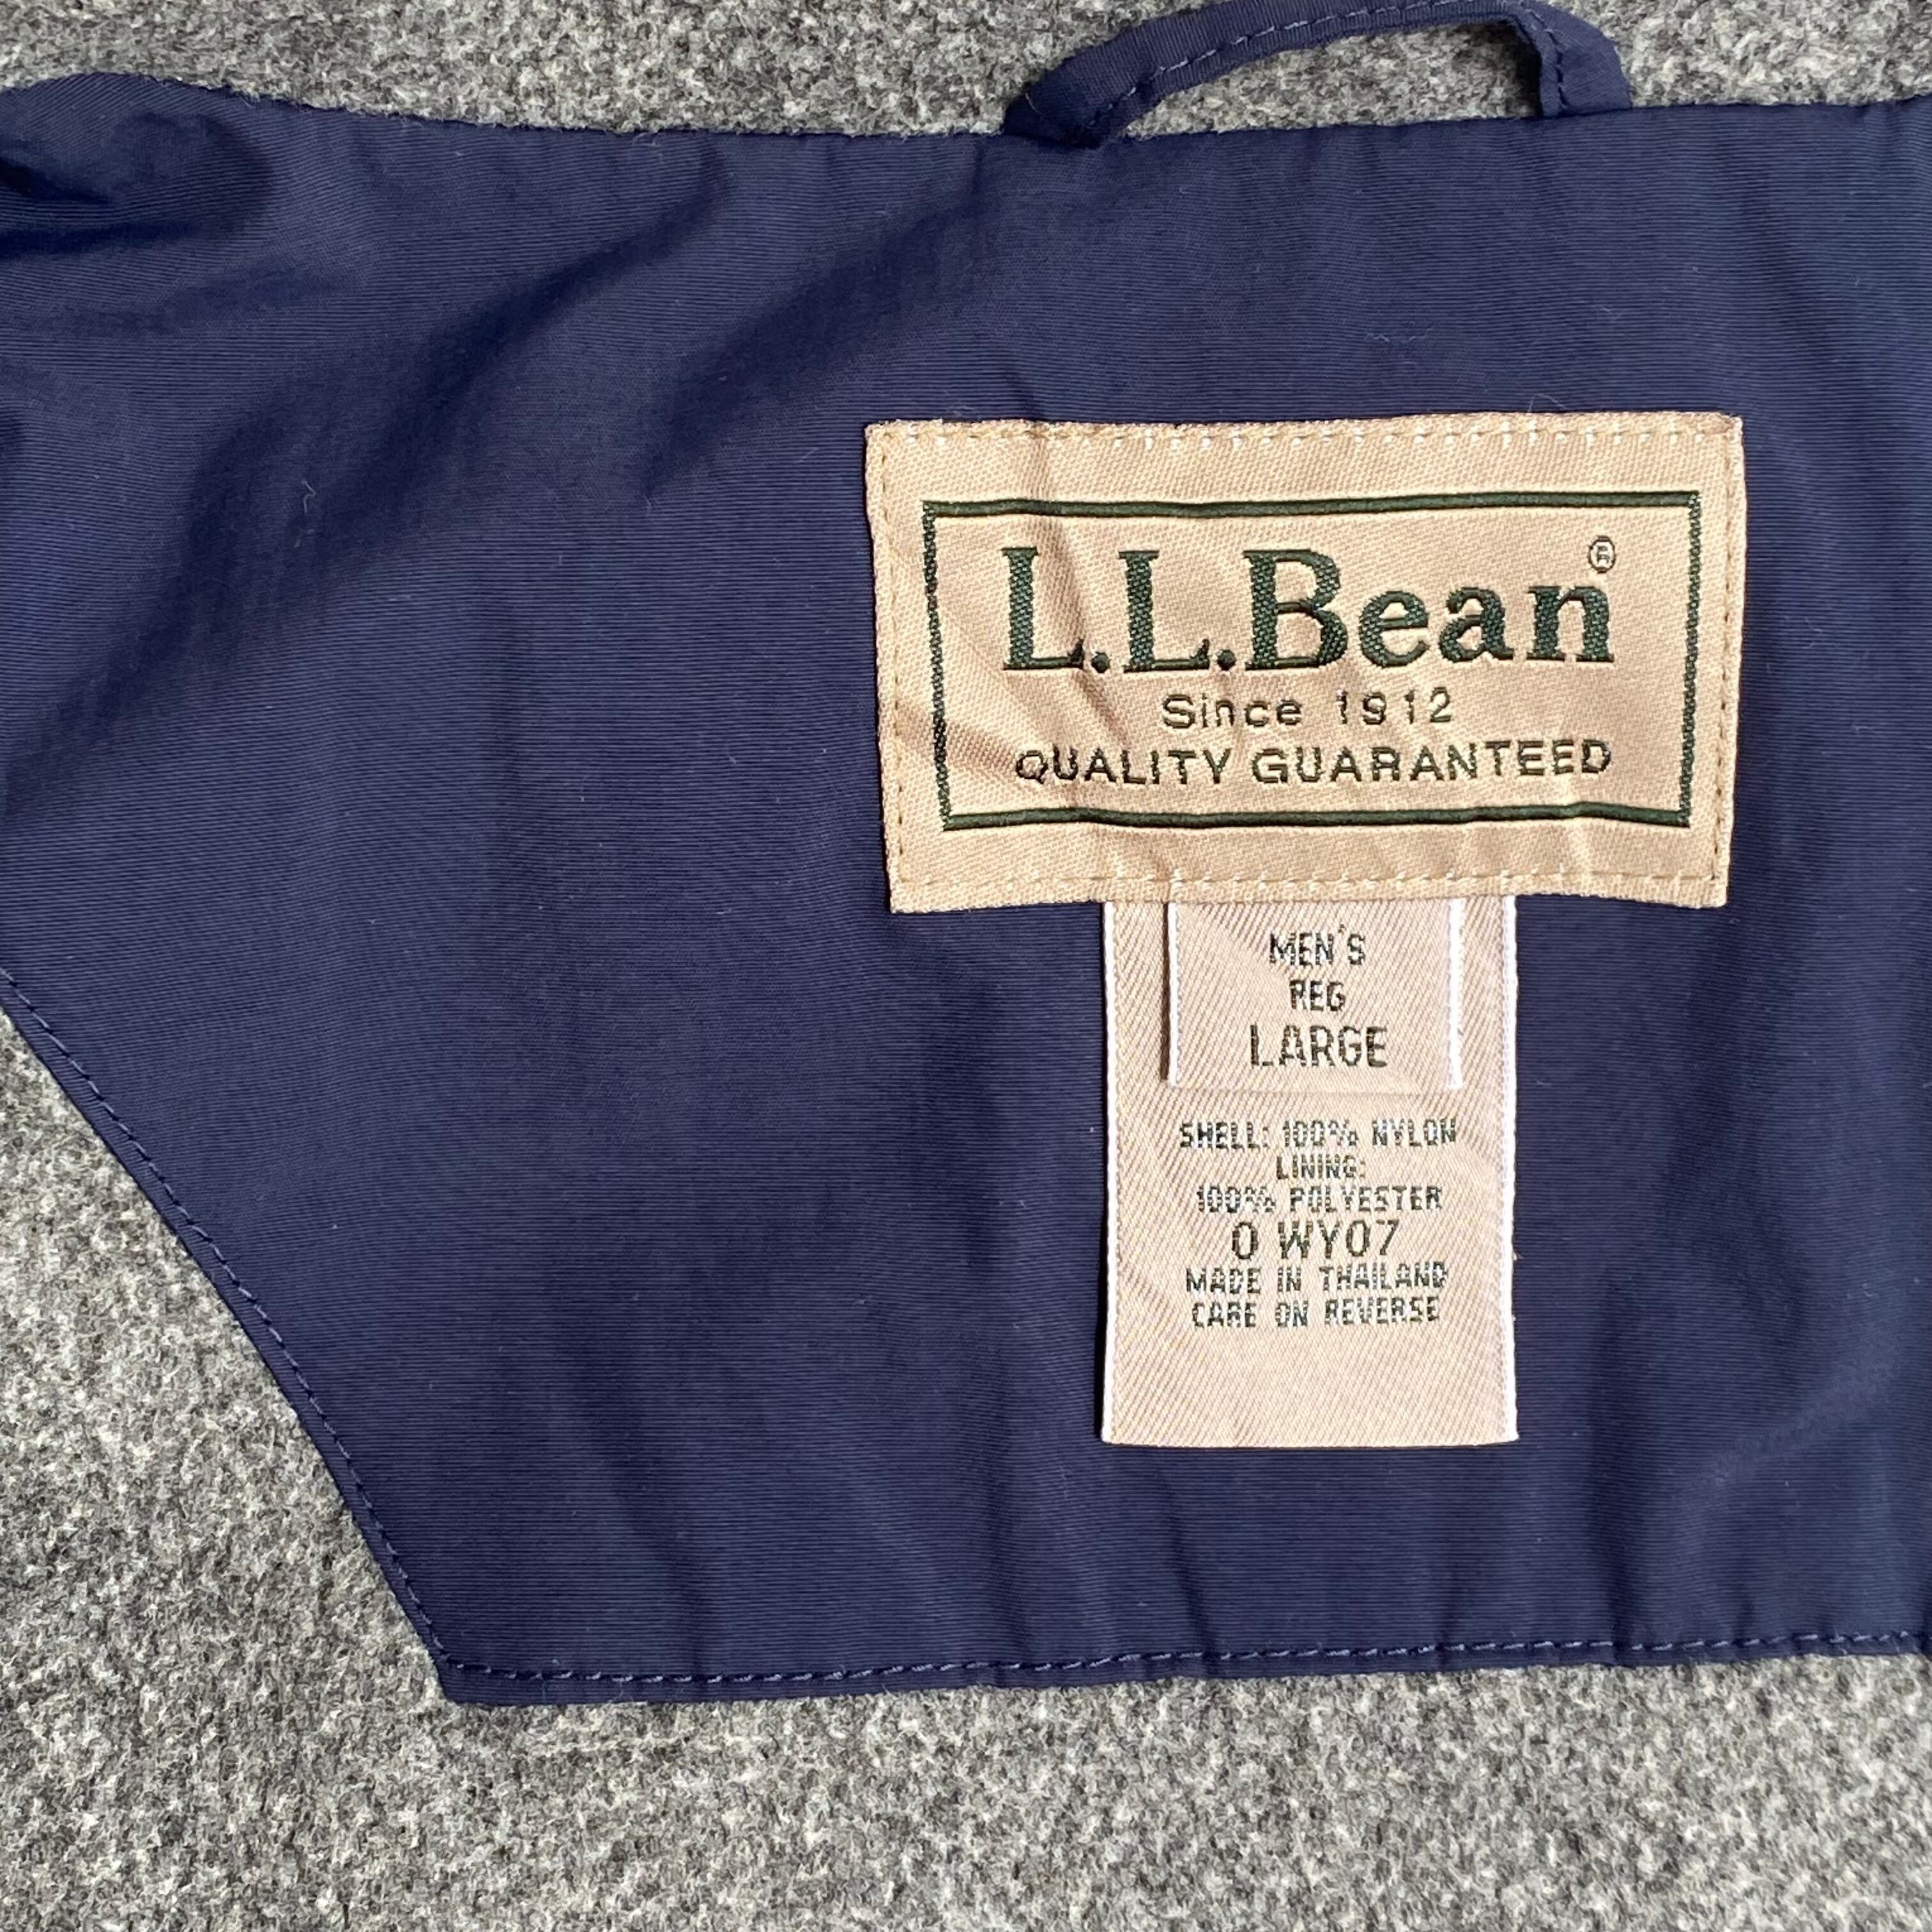 L.L.Bean®
Since 1912
QUALITY GUARANTEED
MEN'S
REG
LARGE
SHELL: 100% NYLON
LINING:
100% POLYESTER
0 WY07
MADE IN THAILAND
CARE ON REVERSE